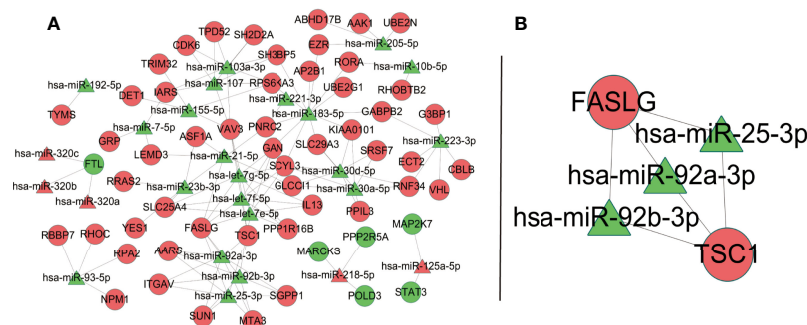 A
B
ABHD17B
AAK1
UBE2N
TPD52
SH2D2A
CDK6
EZR
hsa-miR-205-5p
SH3BP5
TRIM32
hsa-miR-103a-3p
RORA
hsa-miR-10b-5p
AP2B1
hsa-miR-192-5p
hsa-miR-107
RPS6KA3
UBE2G1
RHOBTB2
DET1
IARS
hsa-miR-221-3p
TYMS
hsa-miR-155-5p
hsa-miR-183-5p
GABPB2
G3BP1
hsa-miR-7-5p
VAV3
PNRC2
KIAA0101
GRP
ASF1A
hsa-miR-223-3p
hsa-miR-320c
LEMD3
GAN
SLC29A3
SRSF7
FTL
hsa-miR-21-5p
SCYL3
ECT2
CBLB
hsa-let-7g-5p
hsa-miR-30d-5p
hsa-miR-320b
RRAS2
hsa-miR-23b-3p
GLCCI1
hsa-miR-30a-5p
RNF34
VHL
hsa-miR-320a
SLC25A4
hsa-let-7f-5p
IL13
hsa-let-7e-5p
PPIL3
RBBP7
RHOC
YES1
FASLG
TSC1
PPP1R16B
MAP2K7
RPA2
AARS
hsa-miR-92a-3p
MARCK3
PPP2R5A
hsa-miR-93-5p
ITGAV
hsa-miR-92b-3p
hsa-miR-218-5p
hsa-miR-125a-5p
NPM1
hsa-miR-25-3p
SGPP1
POLD3
STAT3
SUN1
MTA3
FASLG
hsa-miR-25-3p
hsa-miR-92a-3p
hsa-miR-92b-3p
TSC1